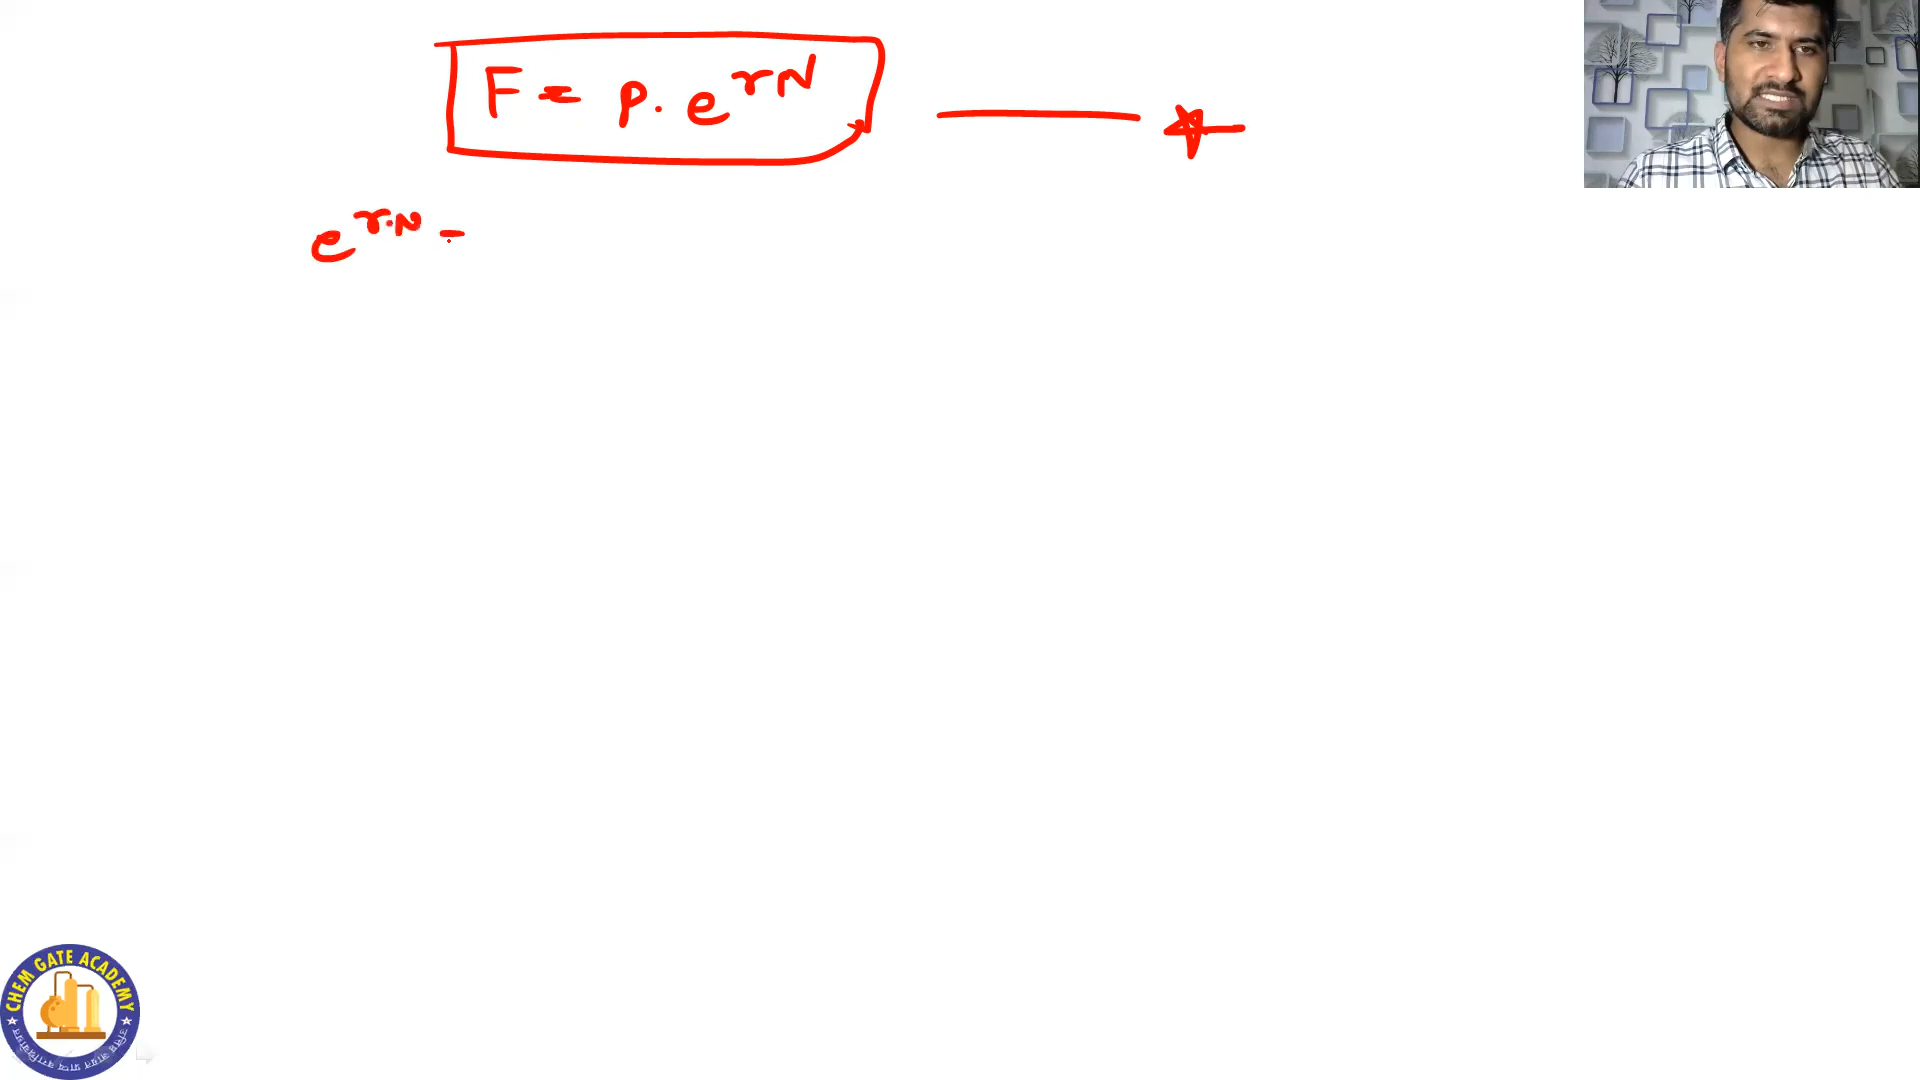 F = P. e^{rN}
e^{r.N} -
CHEM GATE ACADEMY